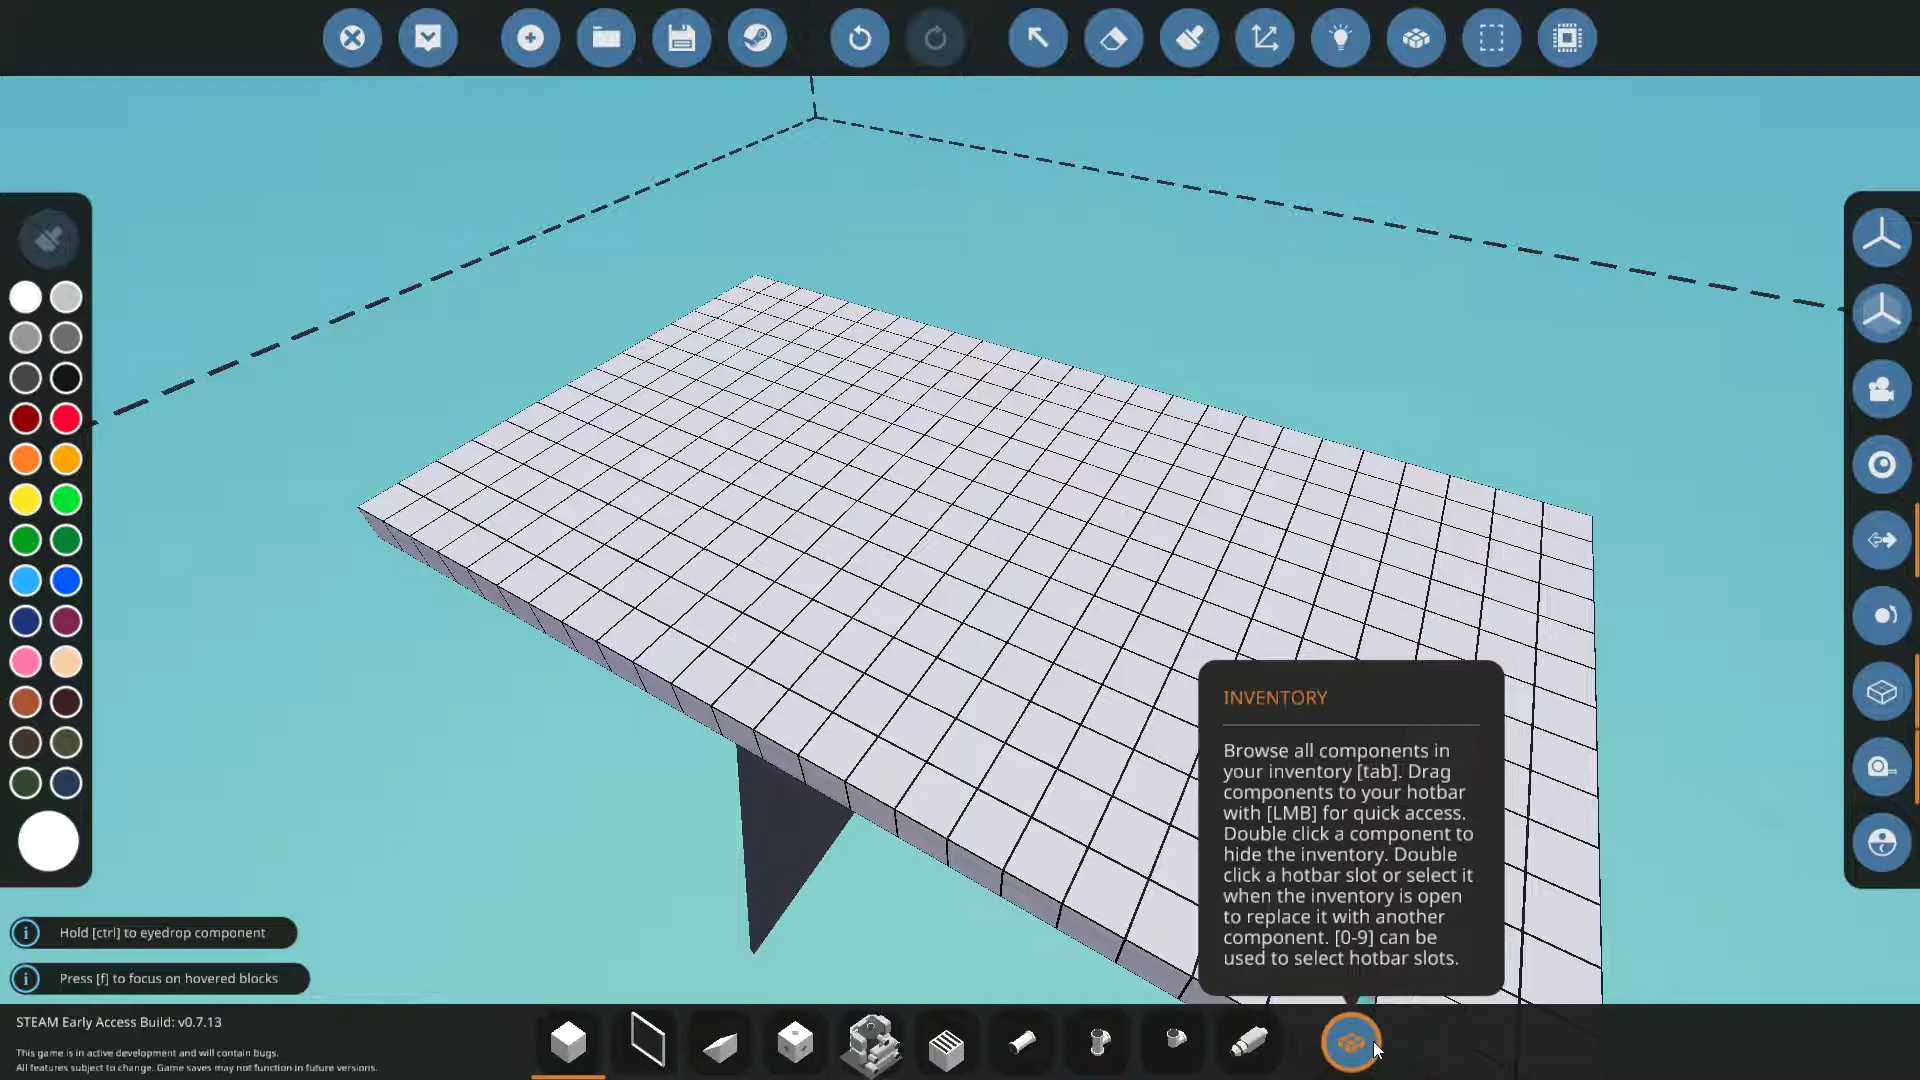 INVENTORY
Browse all components in
your inventory [tab]. Drag
components to your hotbar
with [LMB] for quick access.
Double click a component to
hide the inventory. Double
click a hotbar slot or select it
when the inventory is open
to replace it with another
component. [0-9] can be
used to select hotbar slots.
Hold [ctrl] to eyedrop component
Press [f] to focus on hovered blocks
STEAM Early Access Build: v0.7.13
This game is in active development and will contain bugs.
All features subject to change. Game saves may not function in future versions.